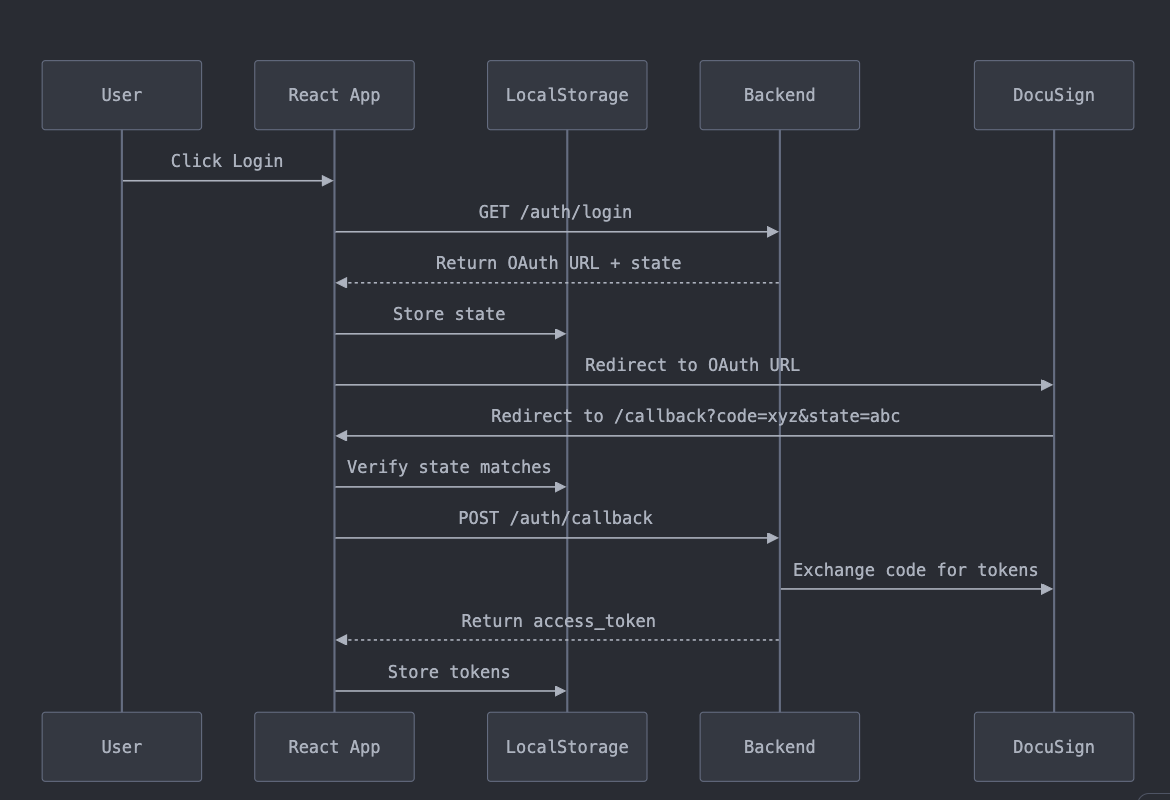 User
React App
LocalStorage
Backend
DocuSign
Click Login
GET /auth/login
Return OAuth URL + state
Store state
Redirect to OAuth URL
Redirect to /callback?code=xyz&state=abc
Verify state matches
POST /auth/callback
Exchange code for tokens
Return access_token
Store tokens
User
React App
LocalStorage
Backend
DocuSign